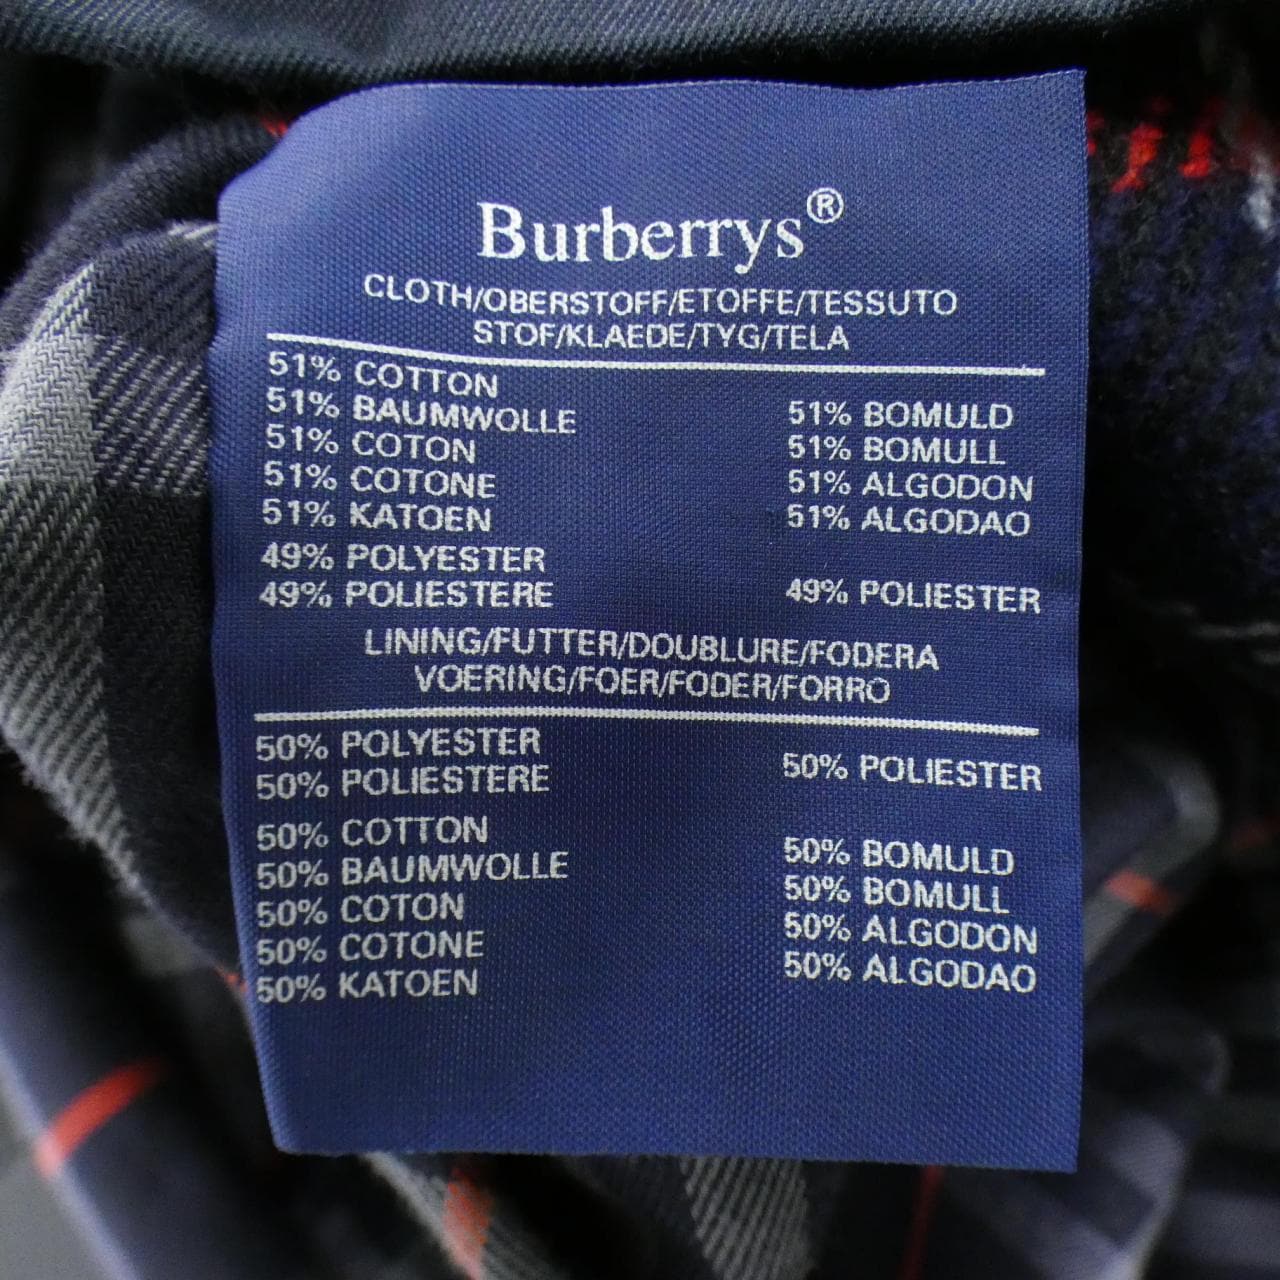 Burberrys®
CLOTH/OBERSTOFF/ETOFFE/TESSUTO
STOF/KLAEDE/TYG/TELA
51% COTTON
51% BAUMWOLLE
51% COTON
51% COTONE
51% KATOEN
51% BOMULD
51% BOMULL
51% ALGODON
51% ALGODAO
49% POLYESTER
49% POLIESTERE
49% POLIESTER
LINING/FUTTER/DOUBLURE/FODERA
VOERING/FOER/FODER/FORRO
50% POLYESTER
50% POLIESTERE
50% POLIESTER
50% COTTON
50% BAUMWOLLE
50% COTON
50% COTONE
50% KATOEN
50% BOMULD
50% BOMULL
50% ALGODON
50% ALGODAO